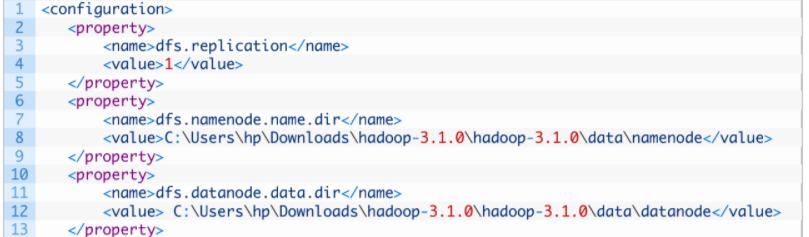 1 <configuration>
2 <property>
3 <name>dfs.replication</name>
4 <value>1</value>
5 </property>
6 <property>
7 <name>dfs.namenode.name.dir</name>
8 <value>C:\Users\hp\Downloads\hadoop-3.1.0\hadoop-3.1.0\data\namenode</value>
9 </property>
10 <property>
11 <name>dfs.datanode.data.dir</name>
12 <value> C:\Users\hp\Downloads\hadoop-3.1.0\hadoop-3.1.0\data\datanode</value>
13 </property>